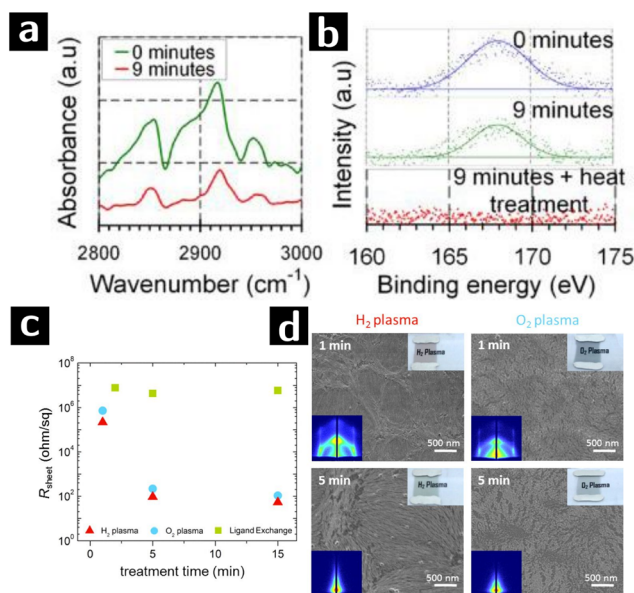 a
0 minutes
9 minutes
Absorbance (a.u)
2800 2900 3000
Wavenumber (cm⁻¹)
b
0 minutes
9 minutes
9 minutes + heat
treatment
Intensity (a.u)
160 165 170 175
Binding energy (eV)
c
10⁸
10⁶
10⁴
10²
10⁰
R_sheet (ohm/sq)
H₂ plasma O₂ plasma Ligand Exchange
0 5 10 15
treatment time (min)
d
H₂ plasma O₂ plasma
1 min
H₂ Plasma
500 nm
1 min
O₂ Plasma
500 nm
5 min
H₂ Plasma
500 nm
5 min
O₂ Plasma
500 nm